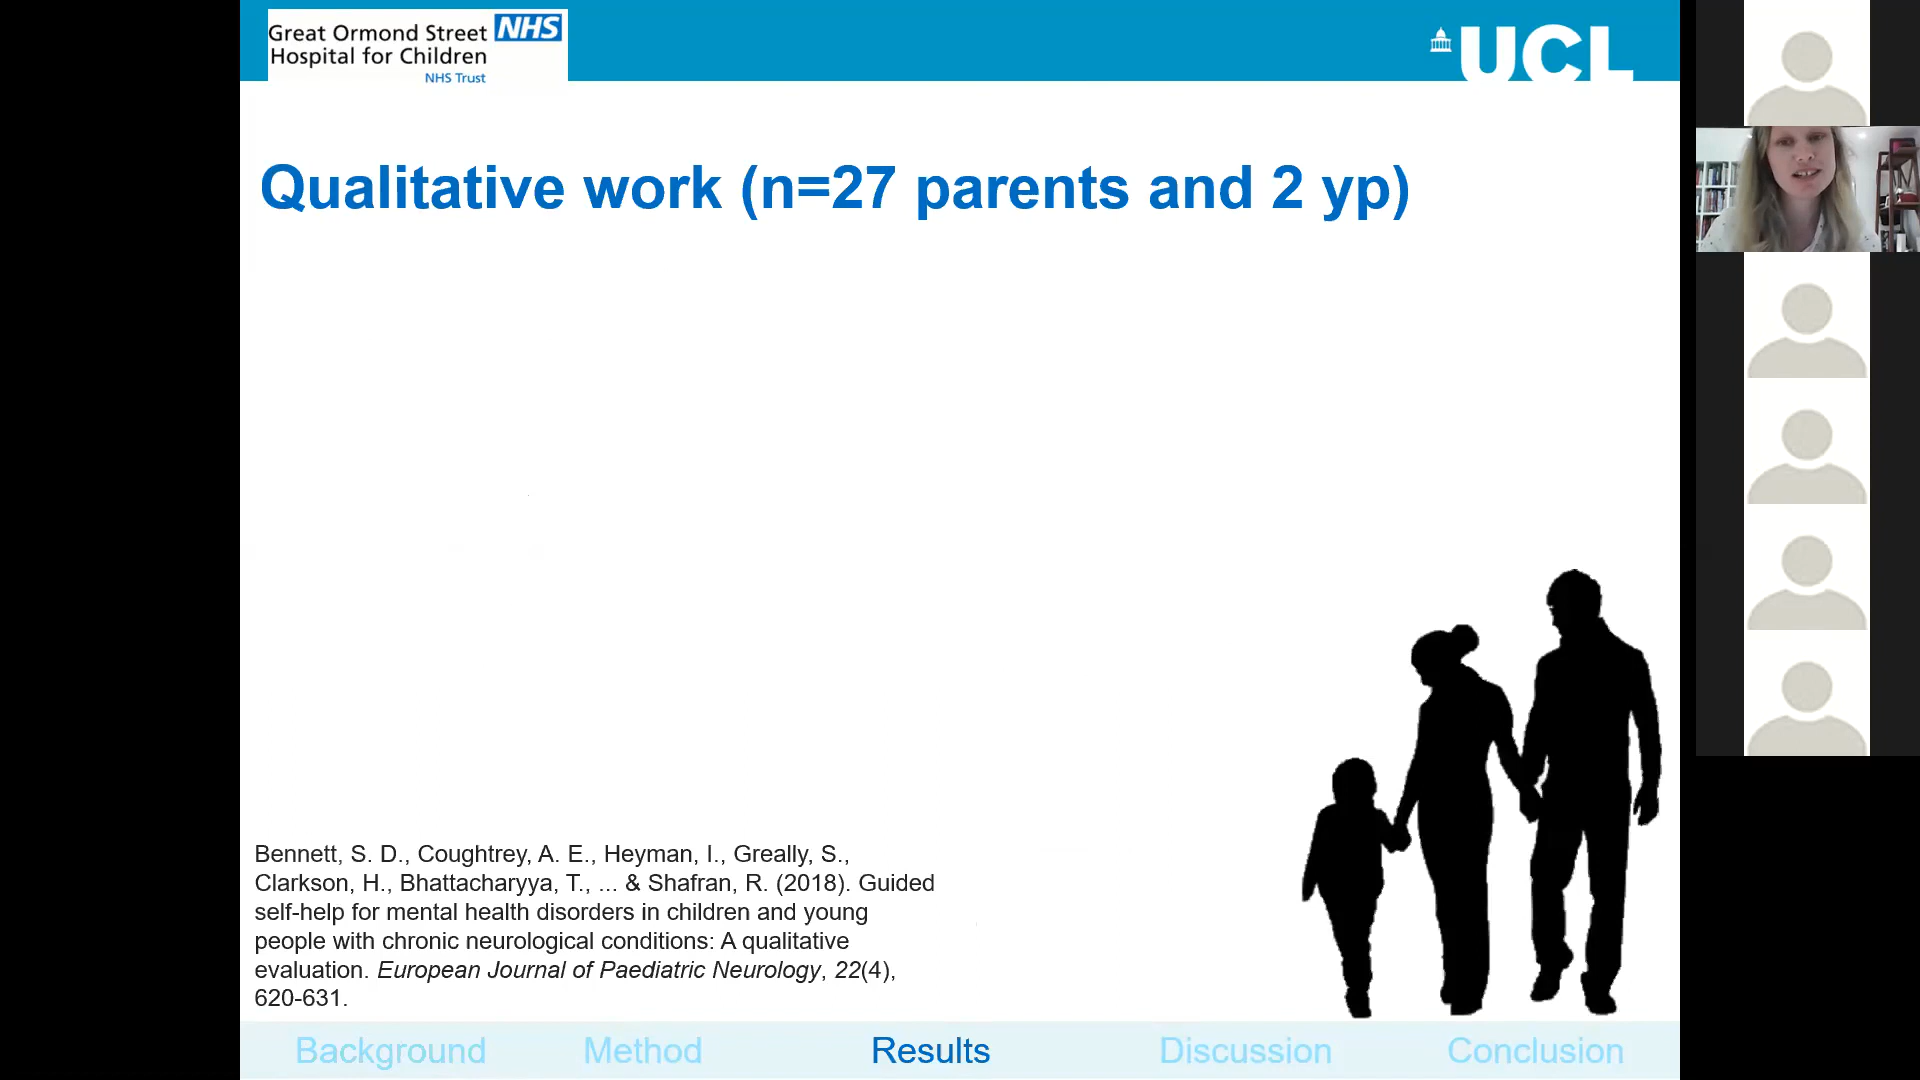 Great Ormond Street NHS
Hospital for Children
NHS Trust
UCL
Qualitative work (n=27 parents and 2 yp)
Bennett, S. D., Coughtrey, A. E., Heyman, I., Greally, S.,
Clarkson, H., Bhattacharyya, T., ... & Shafran, R. (2018). Guided
self-help for mental health disorders in children and young
people with chronic neurological conditions: A qualitative
evaluation. European Journal of Paediatric Neurology, 22(4),
620-631.
Background Method Results Discussion Conclusion